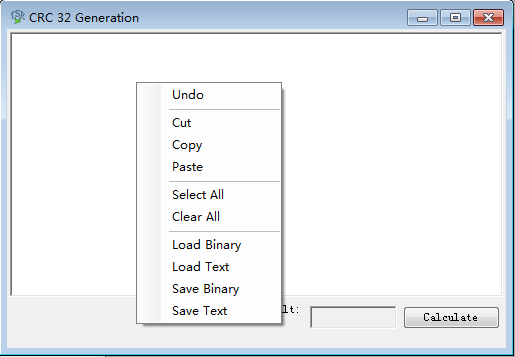 CRC 32 Generation
Undo
Cut
Copy
Paste
Select All
Clear All
Load Binary
Load Text
Save Binary
Save Text
lt:
Calculate